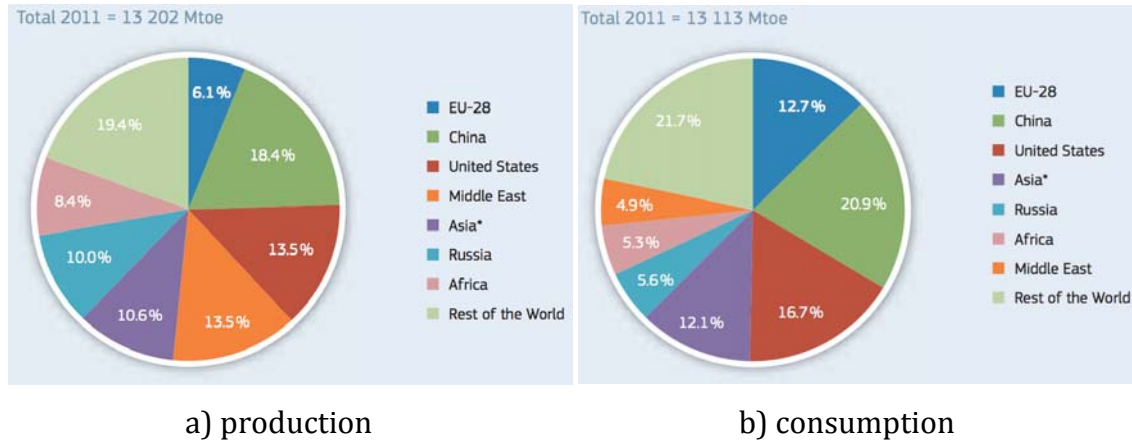 Total 2011 = 13 202 Mtoe
6.1%
18.4%
13.5%
13.5%
10.6%
10.0%
8.4%
19.4%
EU-28
China
United States
Middle East
Asia*
Russia
Africa
Rest of the World
a) production
Total 2011 = 13 113 Mtoe
12.7%
20.9%
16.7%
12.1%
5.6%
5.3%
4.9%
21.7%
EU-28
China
United States
Asia*
Russia
Africa
Middle East
Rest of the World
b) consumption